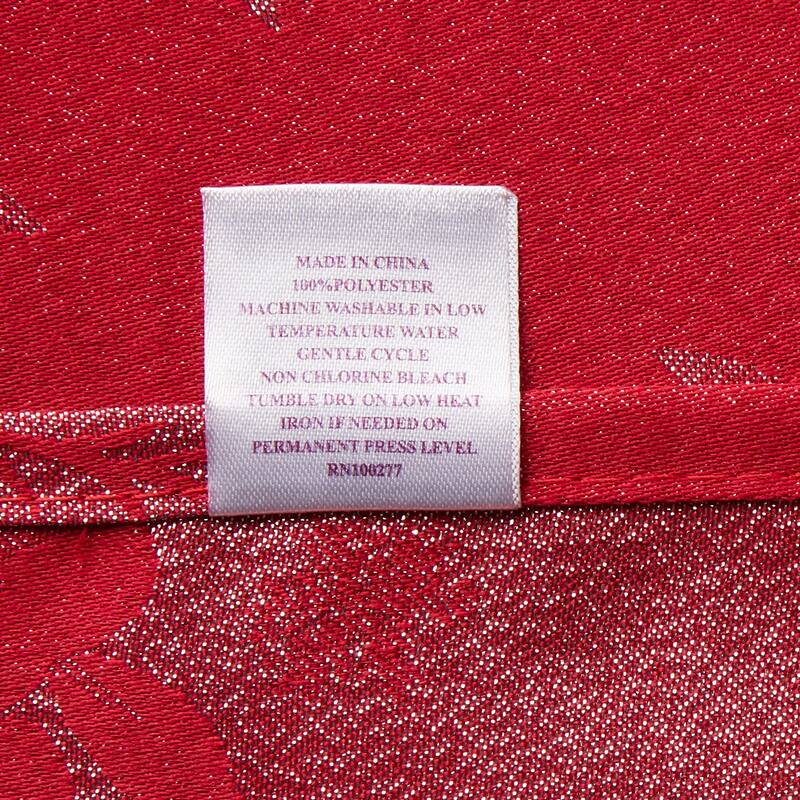 MADE IN CHINA
100%POLYESTER
MACHINE WASHABLE IN LOW
TEMPERATURE WATER
GENTLE CYCLE
NON CHLORINE BLEACH
TUMBLE DRY ON LOW HEAT
IRON IF NEEDED ON
PERMANENT PRESS LEVEL
RN100277